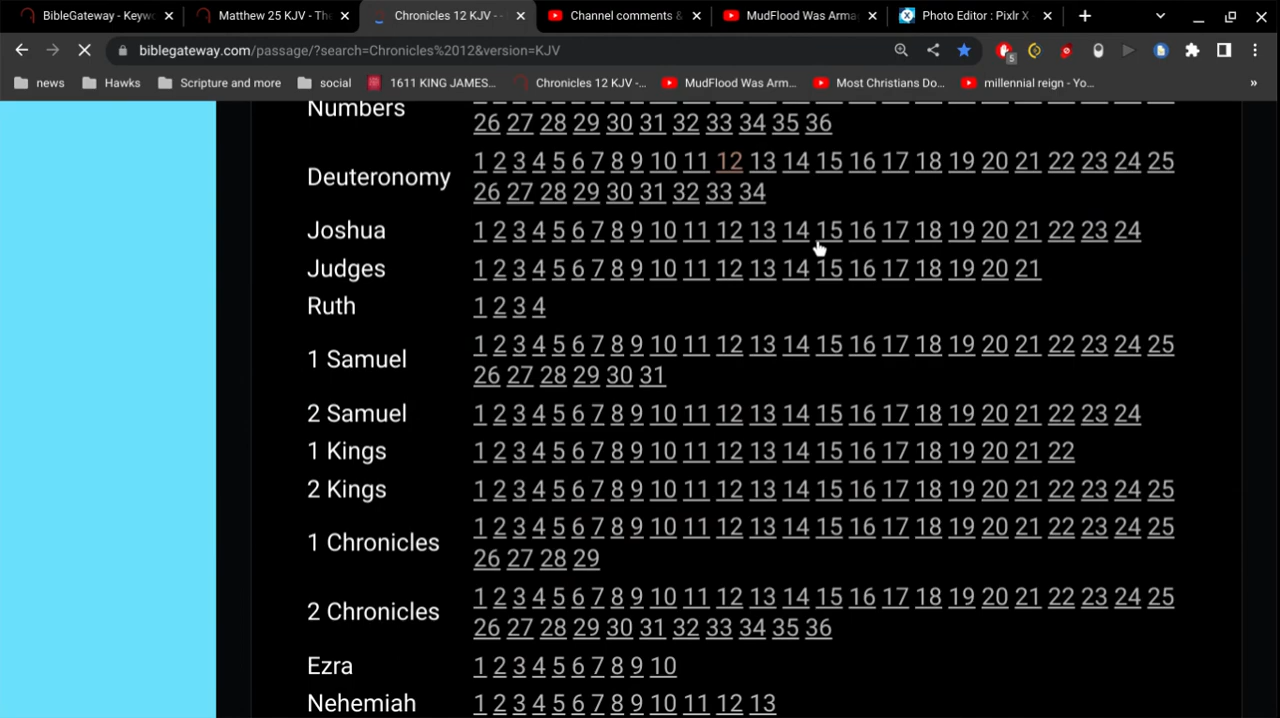 BibleGateway - Keyw
Matthew 25 KJV - The
Chronicles 12 KJV - -
Channel comments &
MudFlood Was Arma
Photo Editor : Pixlr X
biblegateway.com/passage/?search=Chronicles%2012&version=KJV
5
news
Hawks
Scripture and more
social
1611 KING JAMES...
Chronicles 12 KJV -...
MudFlood Was Arm...
Most Christians Do...
millennial reign - Yo...
»
Numbers
26 27 28 29 30 31 32 33 34 35 36
Deuteronomy
1 2 3 4 5 6 7 8 9 10 11 12 13 14 15 16 17 18 19 20 21 22 23 24 25
26 27 28 29 30 31 32 33 34
Joshua
1 2 3 4 5 6 7 8 9 10 11 12 13 14 15 16 17 18 19 20 21 22 23 24
Judges
1 2 3 4 5 6 7 8 9 10 11 12 13 14 15 16 17 18 19 20 21
Ruth
1 2 3 4
1 Samuel
1 2 3 4 5 6 7 8 9 10 11 12 13 14 15 16 17 18 19 20 21 22 23 24 25
26 27 28 29 30 31
2 Samuel
1 2 3 4 5 6 7 8 9 10 11 12 13 14 15 16 17 18 19 20 21 22 23 24
1 Kings
1 2 3 4 5 6 7 8 9 10 11 12 13 14 15 16 17 18 19 20 21 22
2 Kings
1 2 3 4 5 6 7 8 9 10 11 12 13 14 15 16 17 18 19 20 21 22 23 24 25
1 Chronicles
1 2 3 4 5 6 7 8 9 10 11 12 13 14 15 16 17 18 19 20 21 22 23 24 25
26 27 28 29
2 Chronicles
1 2 3 4 5 6 7 8 9 10 11 12 13 14 15 16 17 18 19 20 21 22 23 24 25
26 27 28 29 30 31 32 33 34 35 36
Ezra
1 2 3 4 5 6 7 8 9 10
Nehemiah
1 2 3 4 5 6 7 8 9 10 11 12 13